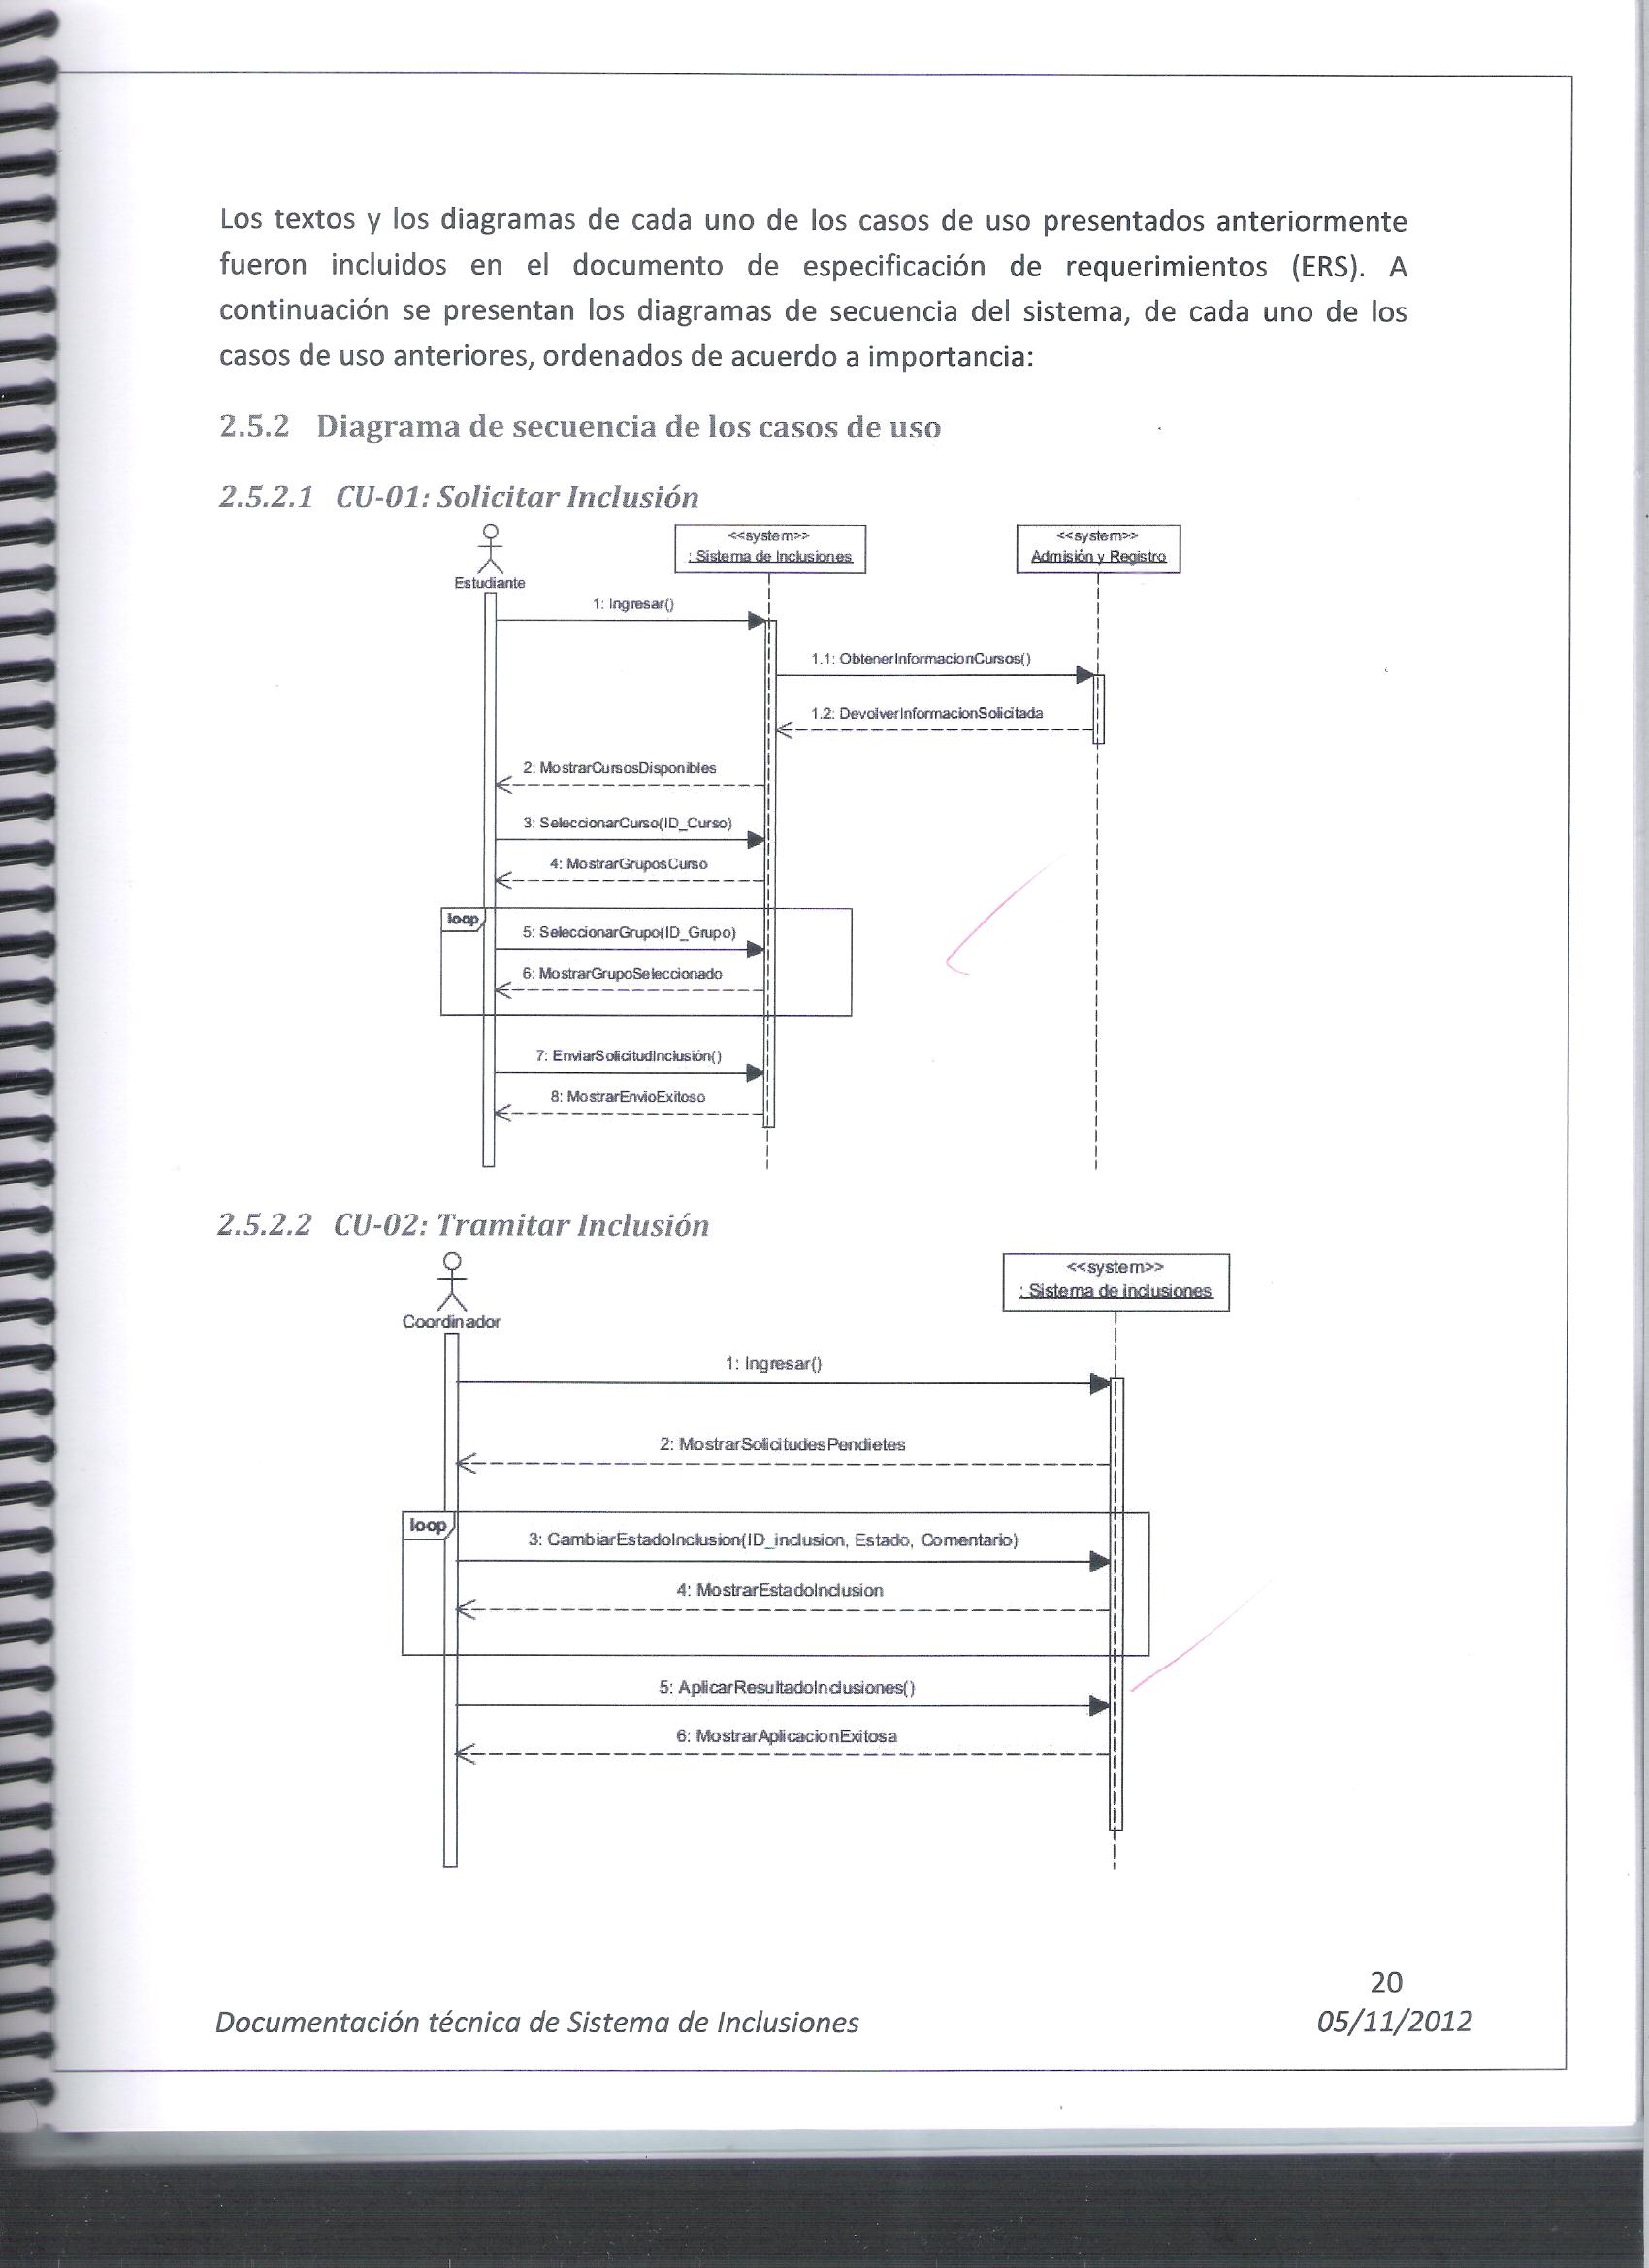 Los textos y los diagramas de cada uno de los casos de uso presentados anteriormente
fueron incluidos en el documento de especificación de requerimientos (ERS). A
continuación se presentan los diagramas de secuencia del sistema, de cada uno de los
casos de uso anteriores, ordenados de acuerdo a importancia:
2.5.2 Diagrama de secuencia de los casos de uso
2.5.2.1 CU-01: Solicitar Inclusión
<<system>>
: Sistema de Inclusiones
<<system>>
Admisión y Registro
Estudiante
1: Ingresar()
1.1: ObtenerInformacionCursos()
1.2: DevolverInformacionSolicitada
2: MostrarCursosDisponibles
3: SeleccionarCurso(ID_Curso)
4: MostrarGruposCurso
loop
5: SeleccionarGrupo(ID_Grupo)
6: MostrarGrupoSeleccionado
7: EnviarSolicitudInclusión()
8: MostrarEnvioExitoso
2.5.2.2 CU-02: Tramitar Inclusión
<<system>>
: Sistema de inclusiones
Coordinador
1: Ingresar()
2: MostrarSolicitudesPendietes
loop
3: CambiarEstadoInclusion(ID_inclusion, Estado, Comentario)
4: MostrarEstadoInclusion
5: AplicarResultadoInclusiones()
6: MostrarAplicacionExitosa
20
Documentación técnica de Sistema de Inclusiones
05/11/2012